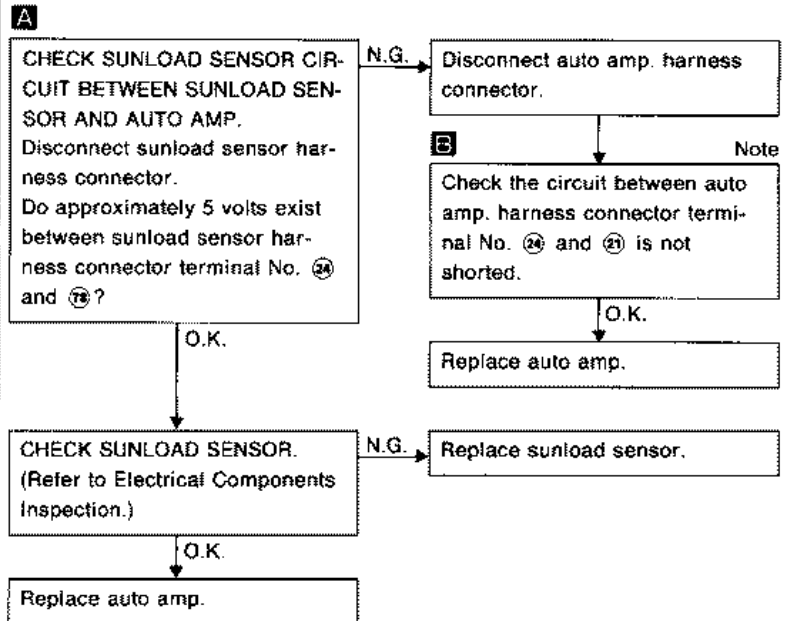 A
CHECK SUNLOAD SENSOR CIR-
CUIT BETWEEN SUNLOAD SEN-
SOR AND AUTO AMP.
Disconnect sunload sensor har-
ness connector.
Do approximately 5 volts exist
between sunload sensor har-
ness connector terminal No. ㉔
and 78?
N.G.
Disconnect auto amp. harness
connector.
B
Note
Check the circuit between auto
amp. harness connector termi-
nal No. ㉔ and ㉑ is not
shorted.
O.K.
Replace auto amp.
O.K.
CHECK SUNLOAD SENSOR.
(Refer to Electrical Components
Inspection.)
N.G.
Replace sunload sensor.
O.K.
Replace auto amp.